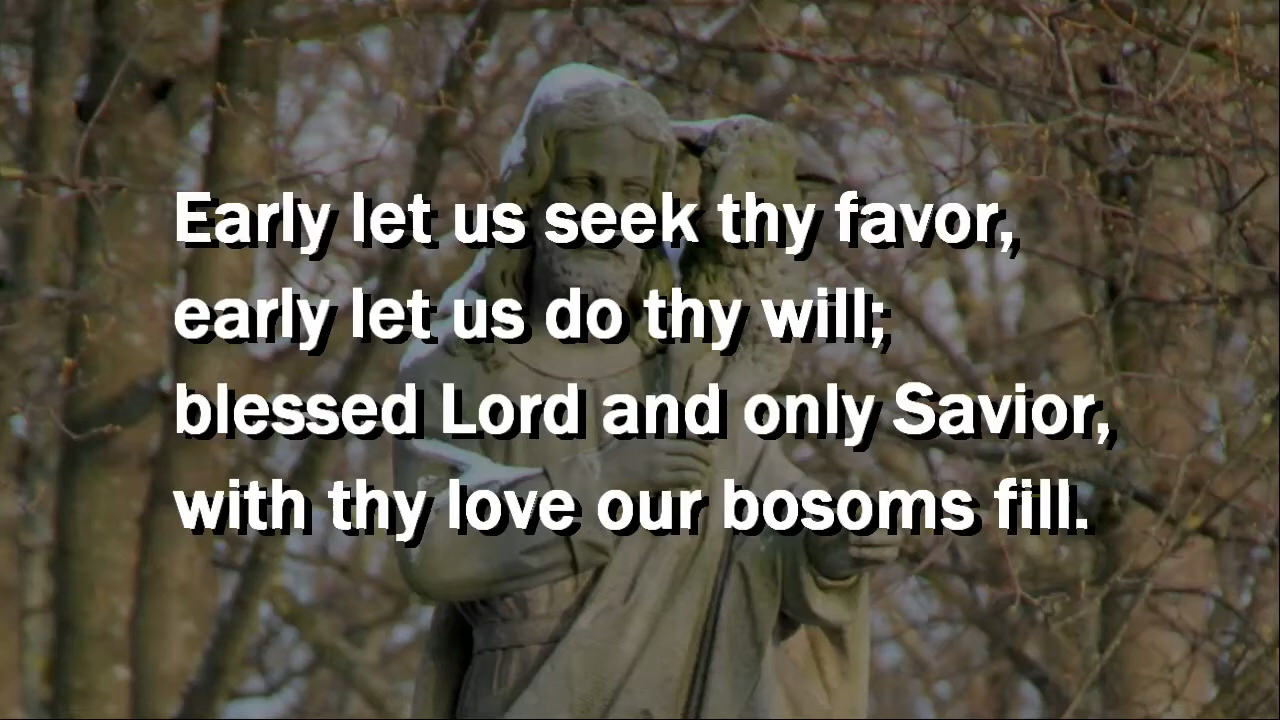 Early let us seek thy favor,
early let us do thy will;
blessed Lord and only Savior,
with thy love our bosoms fill.